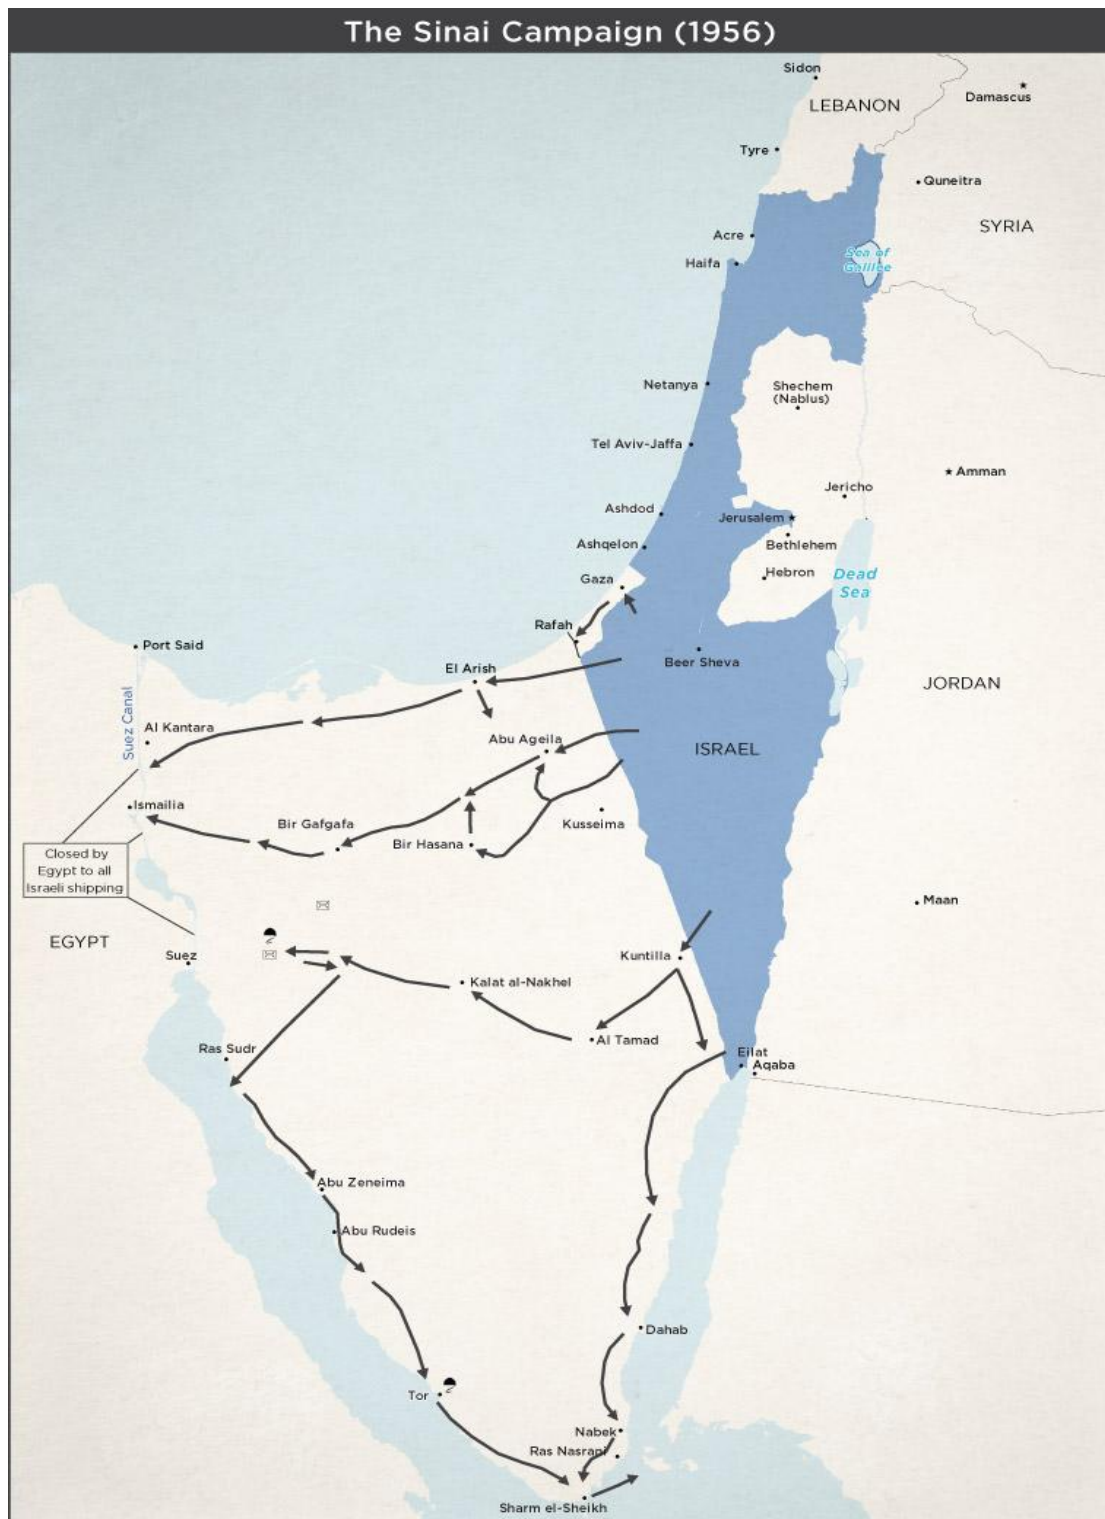 The Sinai Campaign (1956)
Sidon
LEBANON
Damascus
Tyre
Quneitra
SYRIA
Acre
Haifa
Sea of
Galilee
Netanya
Shechem
(Nablus)
Tel Aviv-Jaffa
Amman
Jericho
Ashdod
Jerusalem
Ashqelon
Bethlehem
Hebron
Dead
Sea
Gaza
Rafah
Port Said
Beer Sheva
El Arish
JORDAN
Suez Canal
Al Kantara
Abu Ageila
ISRAEL
Ismailia
Bir Gafgafa
Kusseima
Bir Hasana
Closed by
Egypt to all
Israeli shipping
Maan
EGYPT
Suez
Kuntilla
Kalat al-Nakhel
Al Tamad
Ras Sudr
Eilat
Aqaba
Abu Zeneima
Abu Rudeis
Dahab
Tor
Nabek
Ras Nasrani
Sharm el-Sheikh